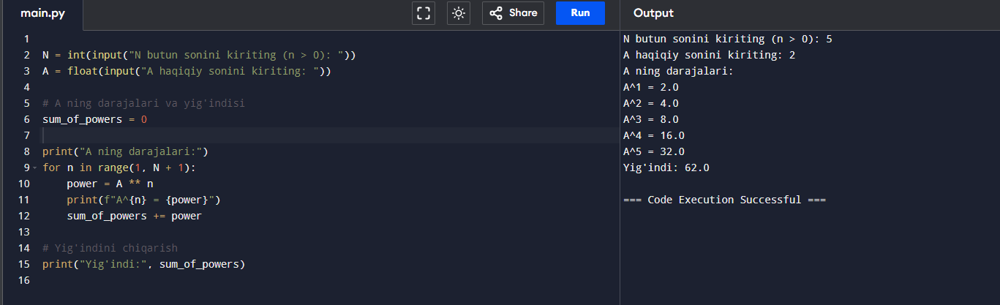 main.py
Share
Run
Output
1
2 N = int(input("N butun sonini kiriting (n > 0): "))
3 A = float(input("A haqiqiy sonini kiriting: "))
4
5 # A ning darajalari va yig'indisi
6 sum_of_powers = 0
7
8 print("A ning darajalari:")
9 for n in range(1, N + 1):
10     power = A ** n
11     print(f"A^{n} = {power}")
12     sum_of_powers += power
13
14 # Yig'indini chiqarish
15 print("Yig'indi:", sum_of_powers)
16
N butun sonini kiriting (n > 0): 5
A haqiqiy sonini kiriting: 2
A ning darajalari:
A^1 = 2.0
A^2 = 4.0
A^3 = 8.0
A^4 = 16.0
A^5 = 32.0
Yig'indi: 62.0
=== Code Execution Successful ===